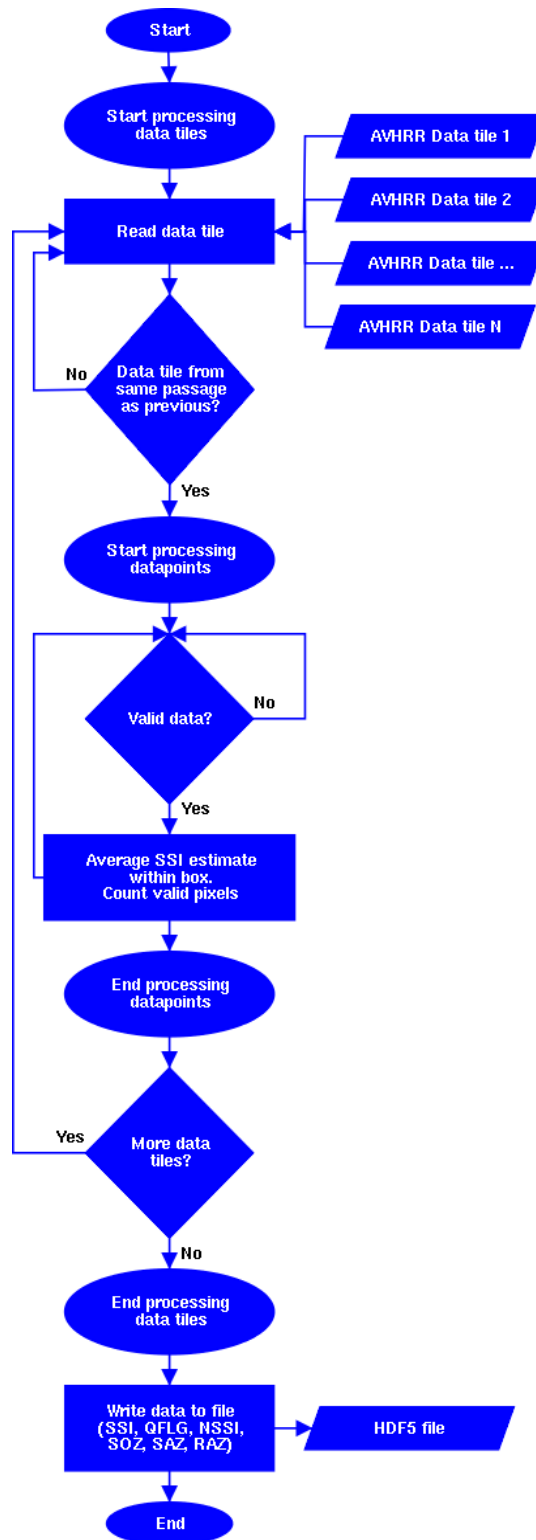 Start
Start processing
data tiles
AVHRR Data tile 1
AVHRR Data tile 2
Read data tile
AVHRR Data tile ...
AVHRR Data tile N
No
Data tile from
same passage
as previous?
Yes
Start processing
datapoints
Valid data?
No
Yes
Average SSI estimate
within box.
Count valid pixels
End processing
datapoints
Yes
More data
tiles?
No
End processing
data tiles
Write data to file
(SSI, QFLG, NSSI,
SOZ, SAZ, RAZ)
HDF5 file
End